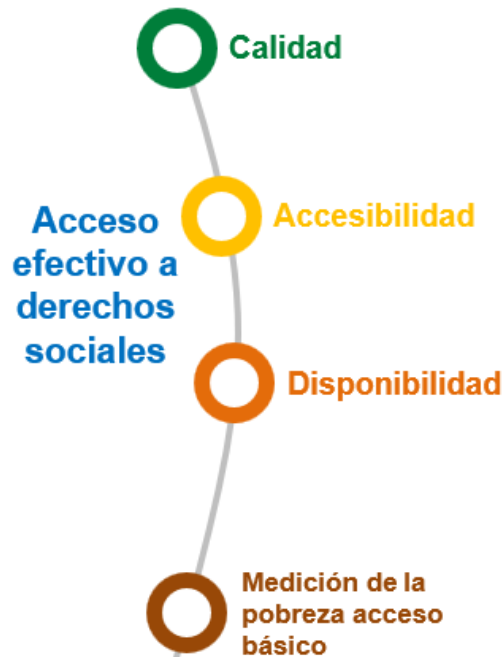 Calidad
Accesibilidad
Acceso
efectivo a
derechos
sociales
Disponibilidad
Medición de la
pobreza acceso
básico